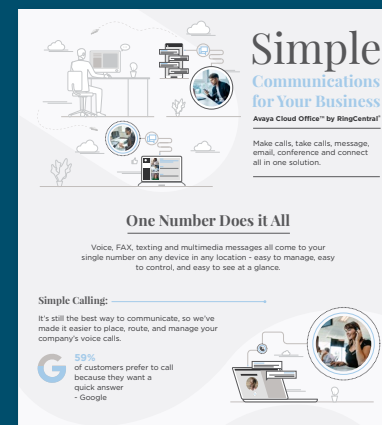 Simple
Communications
for Your Business
Avaya Cloud Office™ by RingCentral®
Make calls, take calls, message,
email, conference and connect
all in one solution.
One Number Does it All
Voice, FAX, texting and multimedia messages all come to your
single number on any device in any location - easy to manage, easy
to control, and easy to see at a glance.
Simple Calling:
It's still the best way to communicate, so we've
made it easier to place, route, and manage your
company's voice calls.
G
59%
of customers prefer to call
because they want a
quick answer
- Google